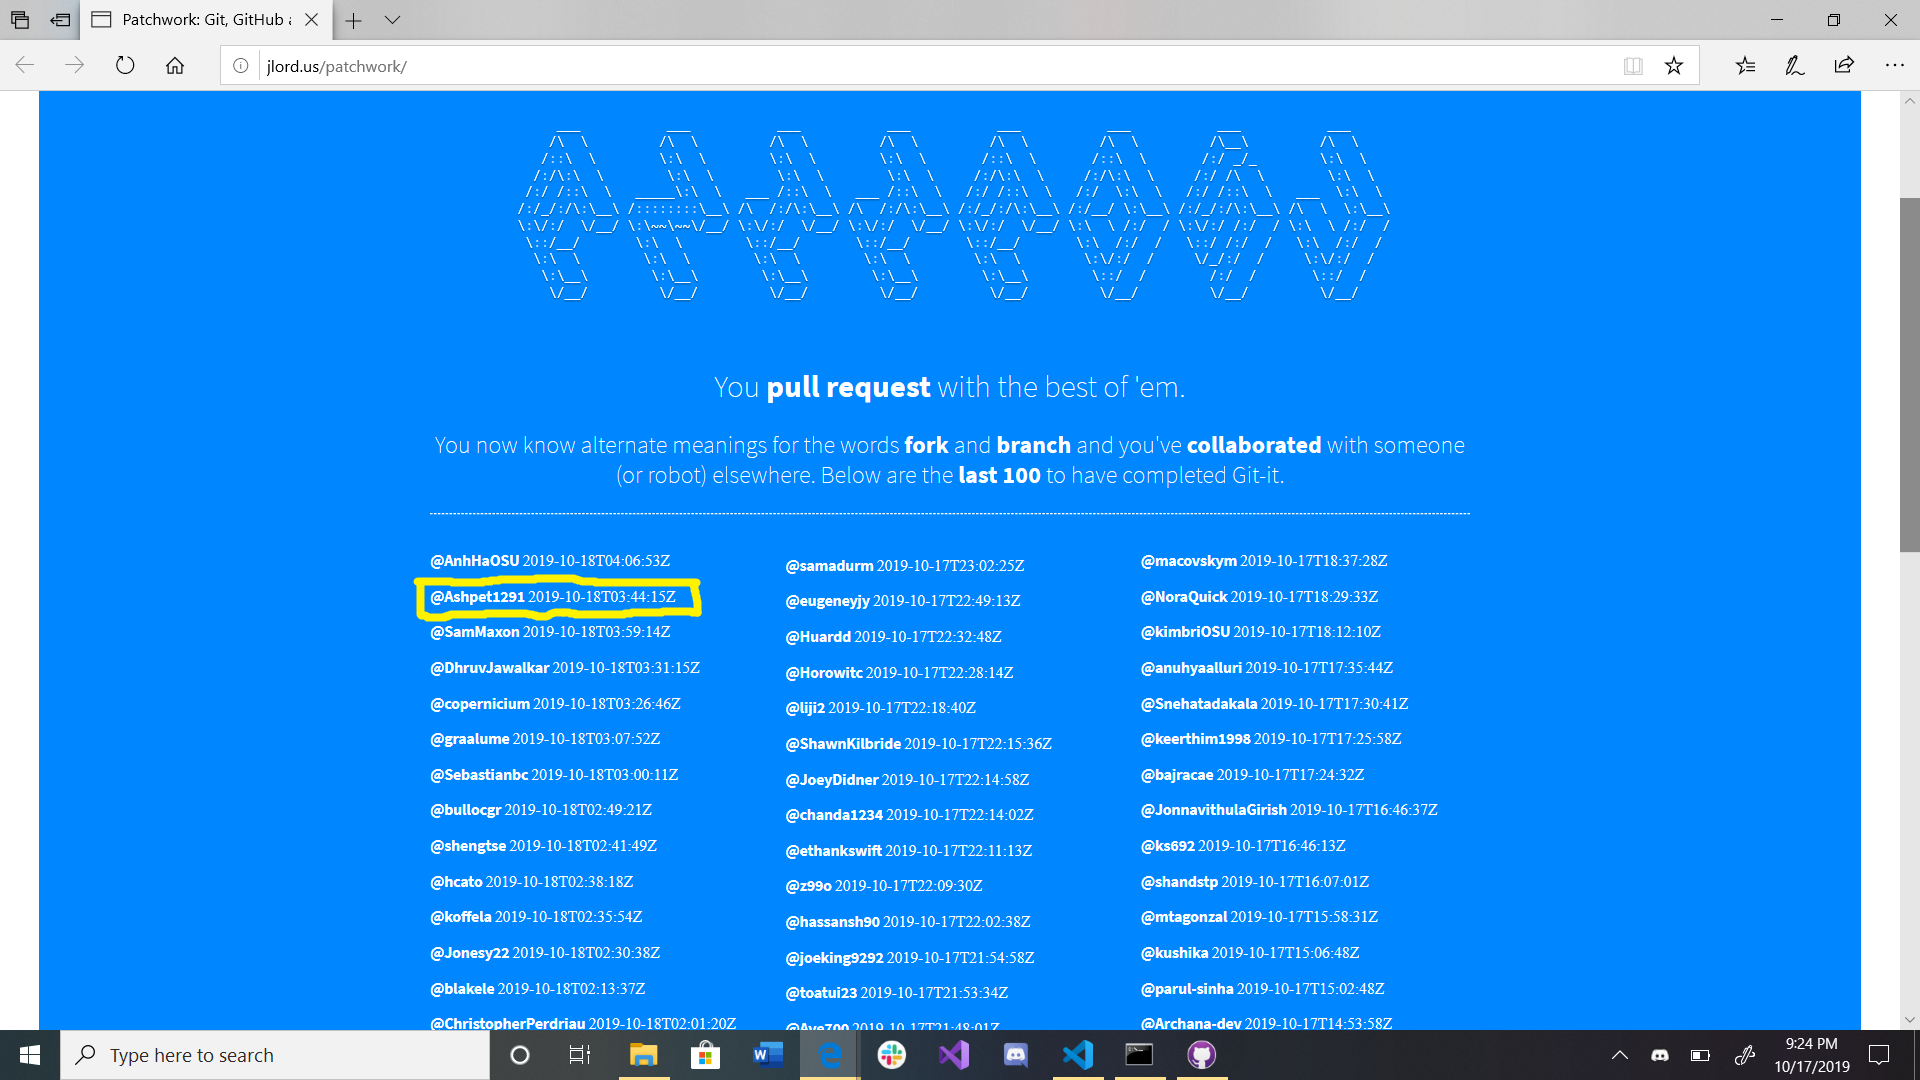 Patchwork: Git, GitHub a
jlord.us/patchwork/
You pull request with the best of 'em.
You now know alternate meanings for the words fork and branch and you've collaborated with someone
(or robot) elsewhere. Below are the last 100 to have completed Git-it.
@AnhHaOSU 2019-10-18T04:06:53Z
@Ashpet1291 2019-10-18T03:44:15Z
@SamMaxon 2019-10-18T03:59:14Z
@DhruvJawalkar 2019-10-18T03:31:15Z
@copernicium 2019-10-18T03:26:46Z
@graalume 2019-10-18T03:07:52Z
@Sebastianbc 2019-10-18T03:00:11Z
@bullocgr 2019-10-18T02:49:21Z
@shengtse 2019-10-18T02:41:49Z
@hcato 2019-10-18T02:38:18Z
@koffela 2019-10-18T02:35:54Z
@Jonesy22 2019-10-18T02:30:38Z
@blakele 2019-10-18T02:13:37Z
@ChristopherPerdriau 2019-10-18T02:01:20Z
@samadurm 2019-10-17T23:02:25Z
@eugeneyjy 2019-10-17T22:49:13Z
@Huardd 2019-10-17T22:32:48Z
@Horowitc 2019-10-17T22:28:14Z
@liji2 2019-10-17T22:18:40Z
@ShawnKilbride 2019-10-17T22:15:36Z
@JoeyDidner 2019-10-17T22:14:58Z
@chanda1234 2019-10-17T22:14:02Z
@ethankswift 2019-10-17T22:11:13Z
@z99o 2019-10-17T22:09:30Z
@hassansh90 2019-10-17T22:02:38Z
@joeking9292 2019-10-17T21:54:58Z
@toatui23 2019-10-17T21:53:34Z
@Aye700 2019-10-17T21:48:01Z
@macovskym 2019-10-17T18:37:28Z
@NoraQuick 2019-10-17T18:29:33Z
@kimbriOSU 2019-10-17T18:12:10Z
@anuhyaalluri 2019-10-17T17:35:44Z
@Snehatadakala 2019-10-17T17:30:41Z
@keerthim1998 2019-10-17T17:25:58Z
@bajracae 2019-10-17T17:24:32Z
@JonnavithulaGirish 2019-10-17T16:46:37Z
@ks692 2019-10-17T16:46:13Z
@shandstp 2019-10-17T16:07:01Z
@mtagonzal 2019-10-17T15:58:31Z
@kushika 2019-10-17T15:06:48Z
@parul-sinha 2019-10-17T15:02:48Z
@Archana-dev 2019-10-17T14:53:58Z
Type here to search
9:24 PM
10/17/2019